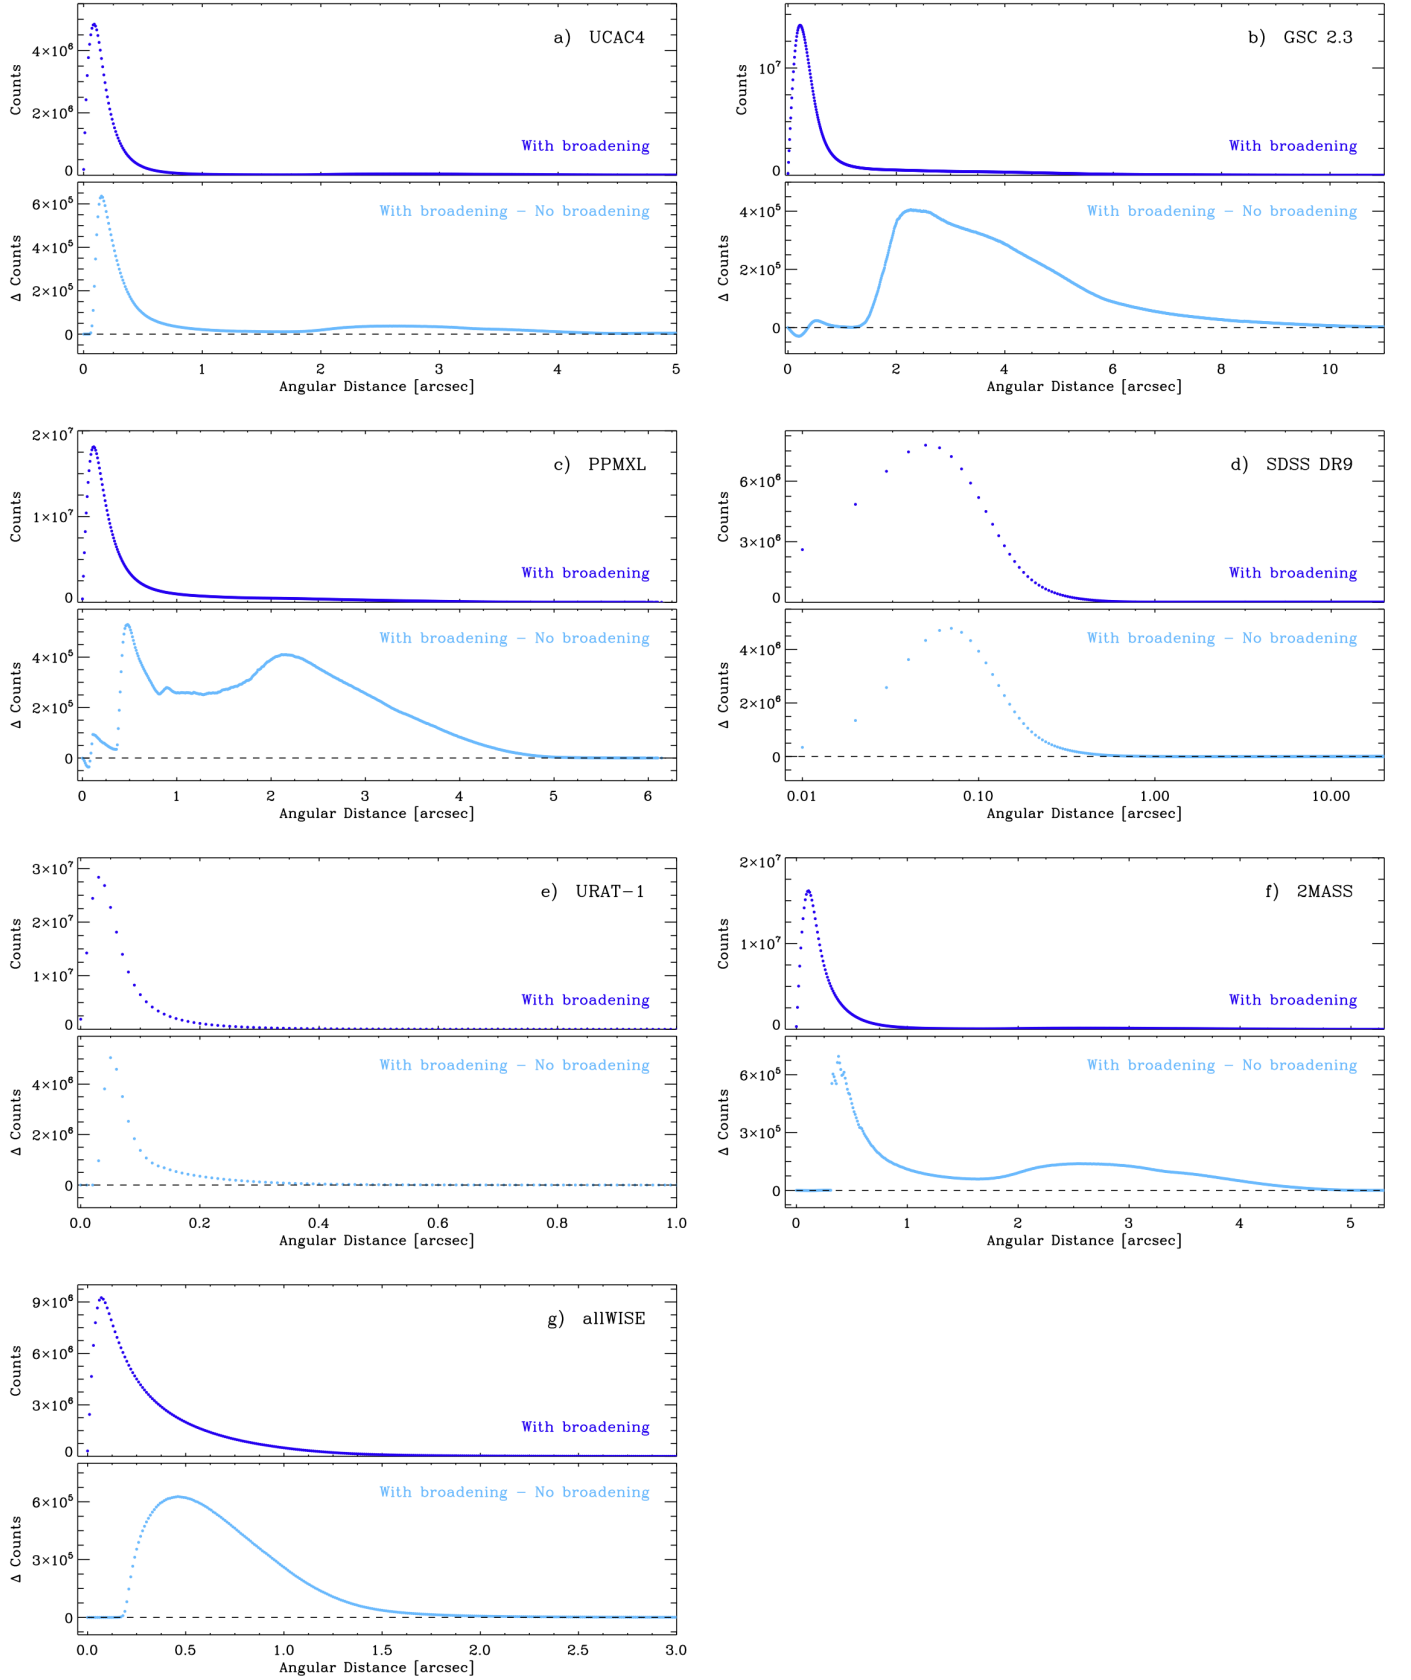 a) UCAC4
Counts
4×10⁶
2×10⁶
0
With broadening
With broadening − No broadening
Δ Counts
6×10⁵
4×10⁵
2×10⁵
0
0 1 2 3 4 5
Angular Distance [arcsec]
b) GSC 2.3
Counts
10⁷
0
With broadening
With broadening − No broadening
Δ Counts
4×10⁵
2×10⁵
0
0 2 4 6 8 10
Angular Distance [arcsec]
c) PPMXL
Counts
2×10⁷
1×10⁷
0
With broadening
With broadening − No broadening
Δ Counts
4×10⁵
2×10⁵
0
0 1 2 3 4 5 6
Angular Distance [arcsec]
d) SDSS DR9
Counts
6×10⁶
3×10⁶
0
With broadening
With broadening − No broadening
Δ Counts
4×10⁶
2×10⁶
0
0.01 0.10 1.00 10.00
Angular Distance [arcsec]
e) URAT−1
Counts
3×10⁷
2×10⁷
1×10⁷
0
With broadening
With broadening − No broadening
Δ Counts
4×10⁶
2×10⁶
0
0.0 0.2 0.4 0.6 0.8 1.0
Angular Distance [arcsec]
f) 2MASS
Counts
2×10⁷
1×10⁷
0
With broadening
With broadening − No broadening
Δ Counts
6×10⁵
3×10⁵
0
0 1 2 3 4 5
Angular Distance [arcsec]
g) allWISE
Counts
9×10⁶
6×10⁶
3×10⁶
0
With broadening
With broadening − No broadening
Δ Counts
6×10⁵
3×10⁵
0
0.0 0.5 1.0 1.5 2.0 2.5 3.0
Angular Distance [arcsec]